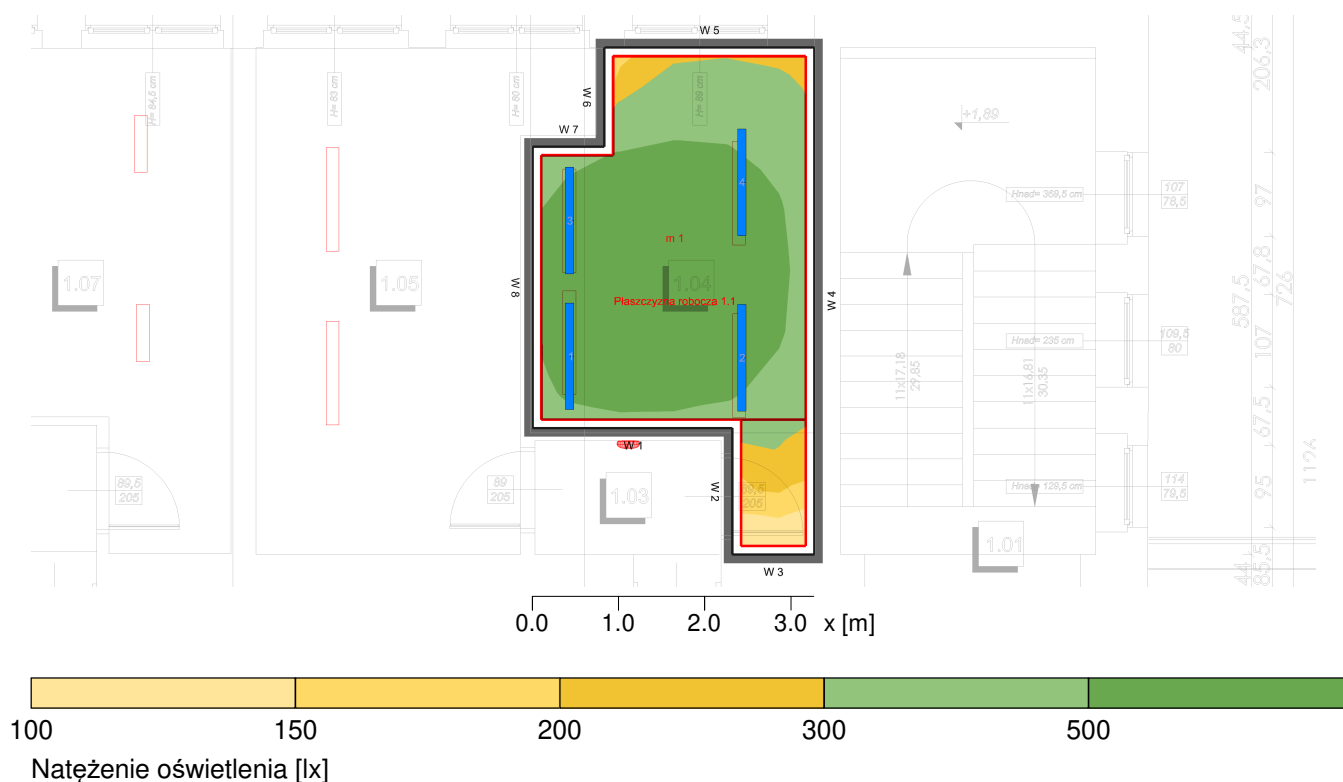 W 5
H= 84,5 cm
H= 83 cm
H= 80 cm
H= 80 cm
W 6
W 7
44,5
206,3
+1,89
4
3
m 1
Hnad= 359,5 cm
107
78,5
97
1.07
1.05
1.04
W 8
W 4
Płaszczyzna robocza 1.1
587,5
67,8
726
1
2
11x17,18
29,85
11x16,81
30,35
Hnad= 235 cm
109,5
80
107
67,5
W 1
89,5
205
89
205
1.03
W 2
89,5
205
Hnad= 129,5 cm
114
79,5
95
1126
1.01
44
85,5
W 3
0.0 1.0 2.0 3.0 x [m]
100 150 200 300 500
Natężenie oświetlenia [lx]